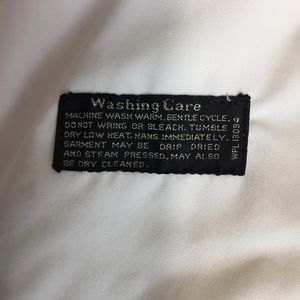 Washing Care
MACHINE WASH WARM, GENTLE CYCLE.
DO NOT WRING OR BLEACH. TUMBLE
DRY LOW HEAT, HANG IMMEDIATELY.
GARMENT MAY BE DRIP DRIED
AND STEAM PRESSED. MAY ALSO
BE DRY CLEANED.
WPL 13094